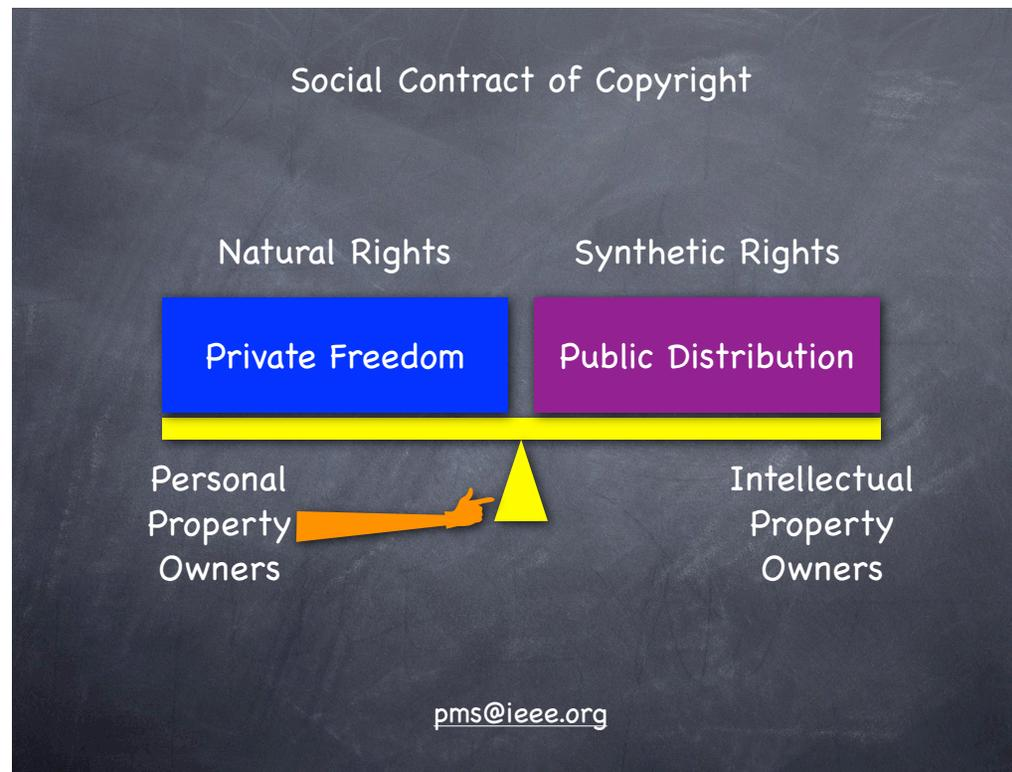 Social Contract of Copyright
Natural Rights
Synthetic Rights
Private Freedom
Public Distribution
Personal
Property
Owners
Intellectual
Property
Owners
pms@ieee.org